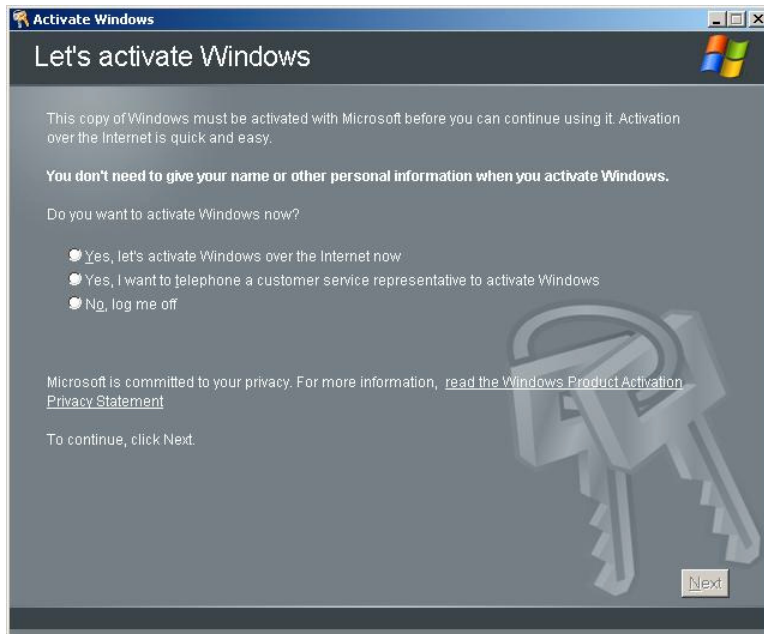 Activate Windows
Let's activate Windows
This copy of Windows must be activated with Microsoft before you can continue using it. Activation
over the Internet is quick and easy.
You don't need to give your name or other personal information when you activate Windows.
Do you want to activate Windows now?
Yes, let's activate Windows over the Internet now
Yes, I want to telephone a customer service representative to activate Windows
No, log me off
Microsoft is committed to your privacy. For more information, read the Windows Product Activation
Privacy Statement
To continue, click Next.
Next